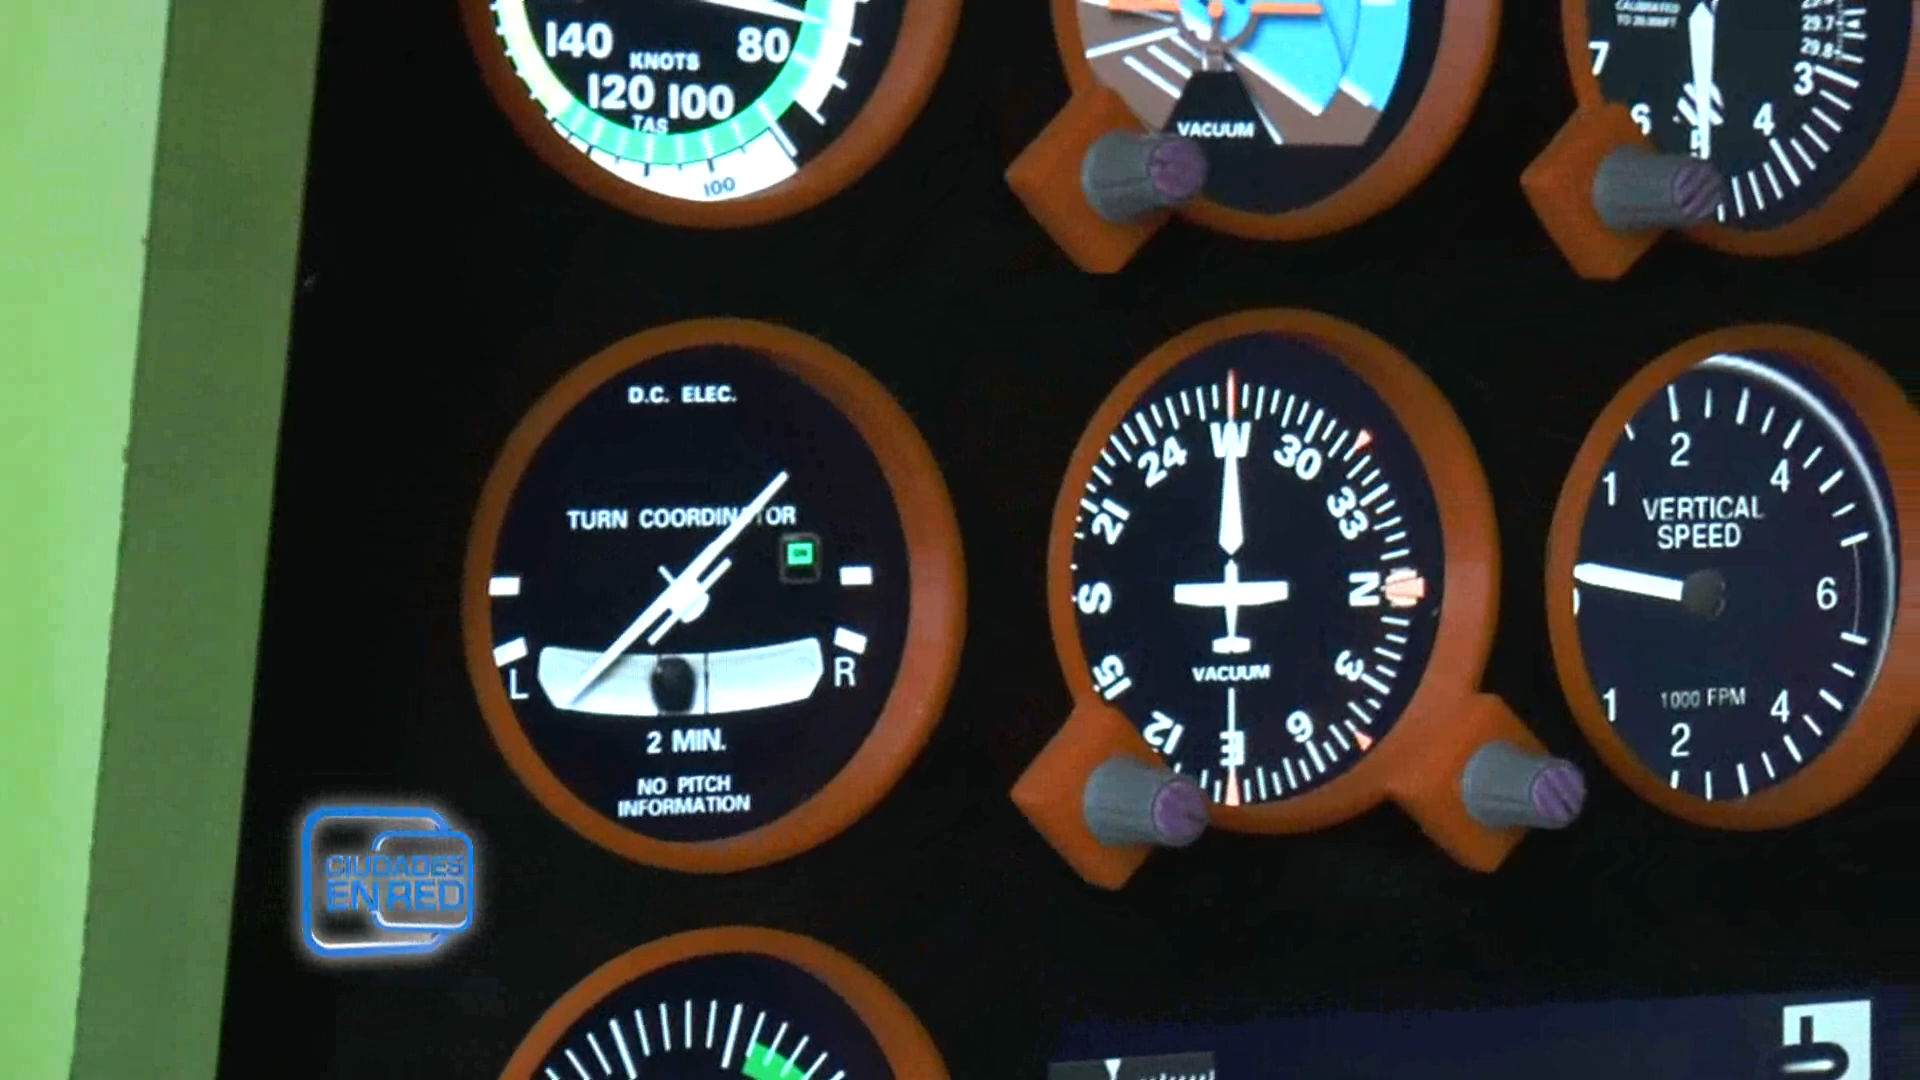 140
KNOTS
80
120
100
TAS
100
VACUUM
CALIBRATED
TO 20,000FT
7
29.7
29.8
3
6
4
D.C. ELEC.
TURN COORDINATOR
ON
L
R
2 MIN.
NO PITCH
INFORMATION
W
30
33
N
3
6
E
12
15
S
21
24
VACUUM
2
4
1
VERTICAL
SPEED
6
1000 FPM
1
4
2
CIUDADES
EN RED